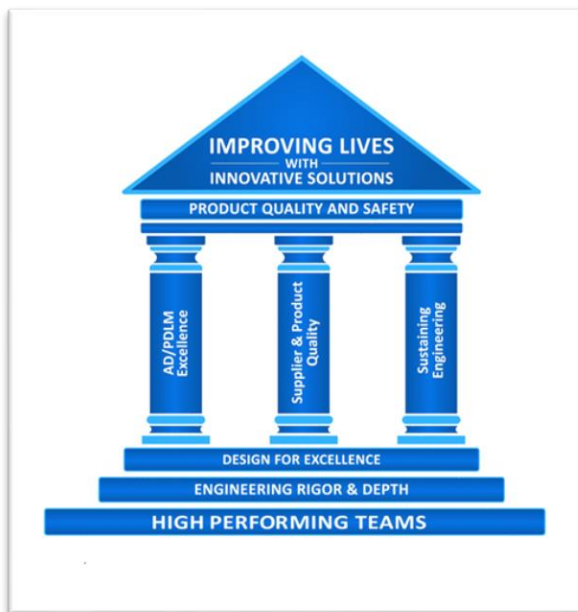 IMPROVING LIVES
WITH
INNOVATIVE SOLUTIONS
PRODUCT QUALITY AND SAFETY
AD/PDLM
Excellence
Supplier & Product
Quality
Sustaining
Engineering
DESIGN FOR EXCELLENCE
ENGINEERING RIGOR & DEPTH
HIGH PERFORMING TEAMS